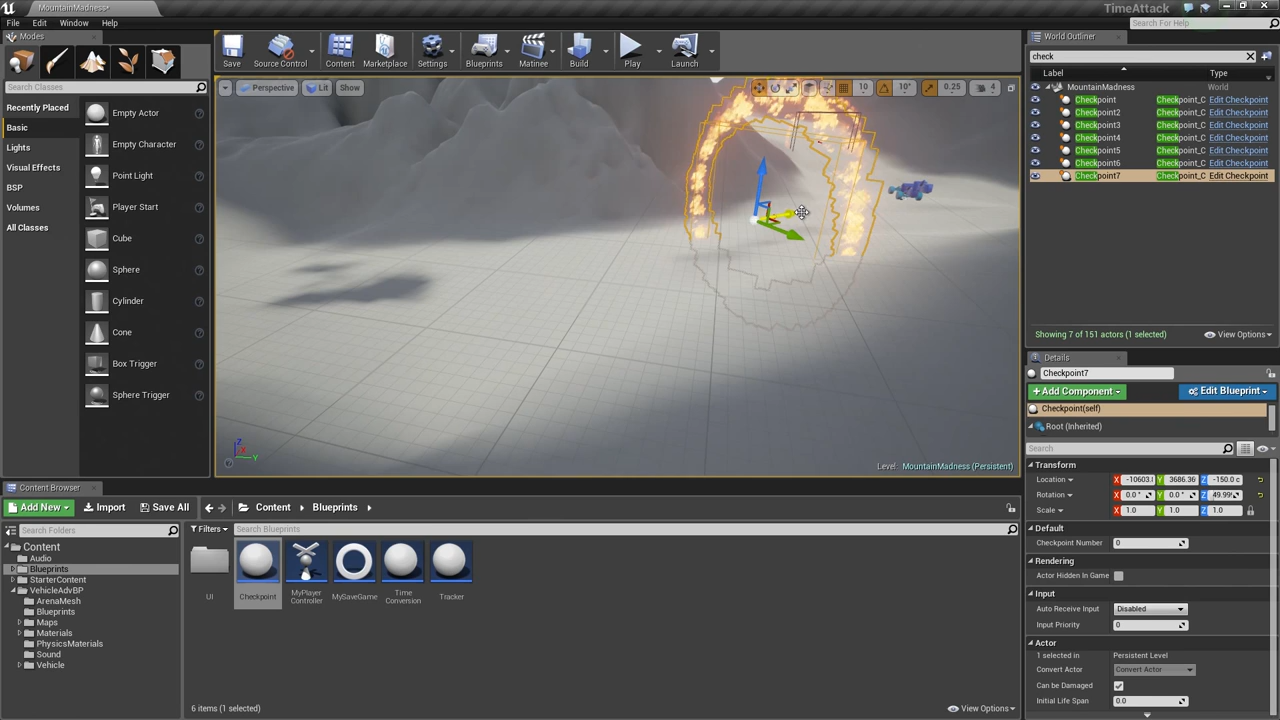 MountainMadness*
TimeAttack
File Edit Window Help
Search For Help
Modes
Search Classes
Recently Placed
Basic
Lights
Visual Effects
BSP
Volumes
All Classes
Empty Actor
Empty Character
Point Light
Player Start
Cube
Sphere
Cylinder
Cone
Box Trigger
Sphere Trigger
Save
Source Control
Content
Marketplace
Settings
Blueprints
Matinee
Build
Play
Launch
Perspective Lit Show
10 10° 0.25 4
Level: MountainMadness (Persistent)
World Outliner
check
Label Type
MountainMadness World
Checkpoint Checkpoint_C Edit Checkpoint
Checkpoint2 Checkpoint_C Edit Checkpoint
Checkpoint3 Checkpoint_C Edit Checkpoint
Checkpoint4 Checkpoint_C Edit Checkpoint
Checkpoint5 Checkpoint_C Edit Checkpoint
Checkpoint6 Checkpoint_C Edit Checkpoint
Checkpoint7 Checkpoint_C Edit Checkpoint
Showing 7 of 151 actors (1 selected) View Options
Details
Checkpoint7
Add Component
Edit Blueprint
Checkpoint(self)
Root (Inherited)
Search
Transform
Location X -10603. Y 3686.36 Z -150.0 c
Rotation X 0.0 ° Y 0.0 ° Z 49.99
Scale X 1.0 Y 1.0 Z 1.0
Default
Checkpoint Number 0
Rendering
Actor Hidden In Game
Input
Auto Receive Input Disabled
Input Priority 0
Actor
1 selected in Persistent Level
Convert Actor Convert Actor
Can be Damaged
Initial Life Span 0.0
Content Browser
Add New Import Save All Content Blueprints
Search Folders
Content
Audio
Blueprints
StarterContent
VehicleAdvBP
ArenaMesh
Blueprints
Maps
Materials
PhysicsMaterials
Sound
Vehicle
Filters Search Blueprints
UI
Checkpoint
MyPlayer Controller
MySaveGame
Time Conversion
Tracker
6 items (1 selected) View Options